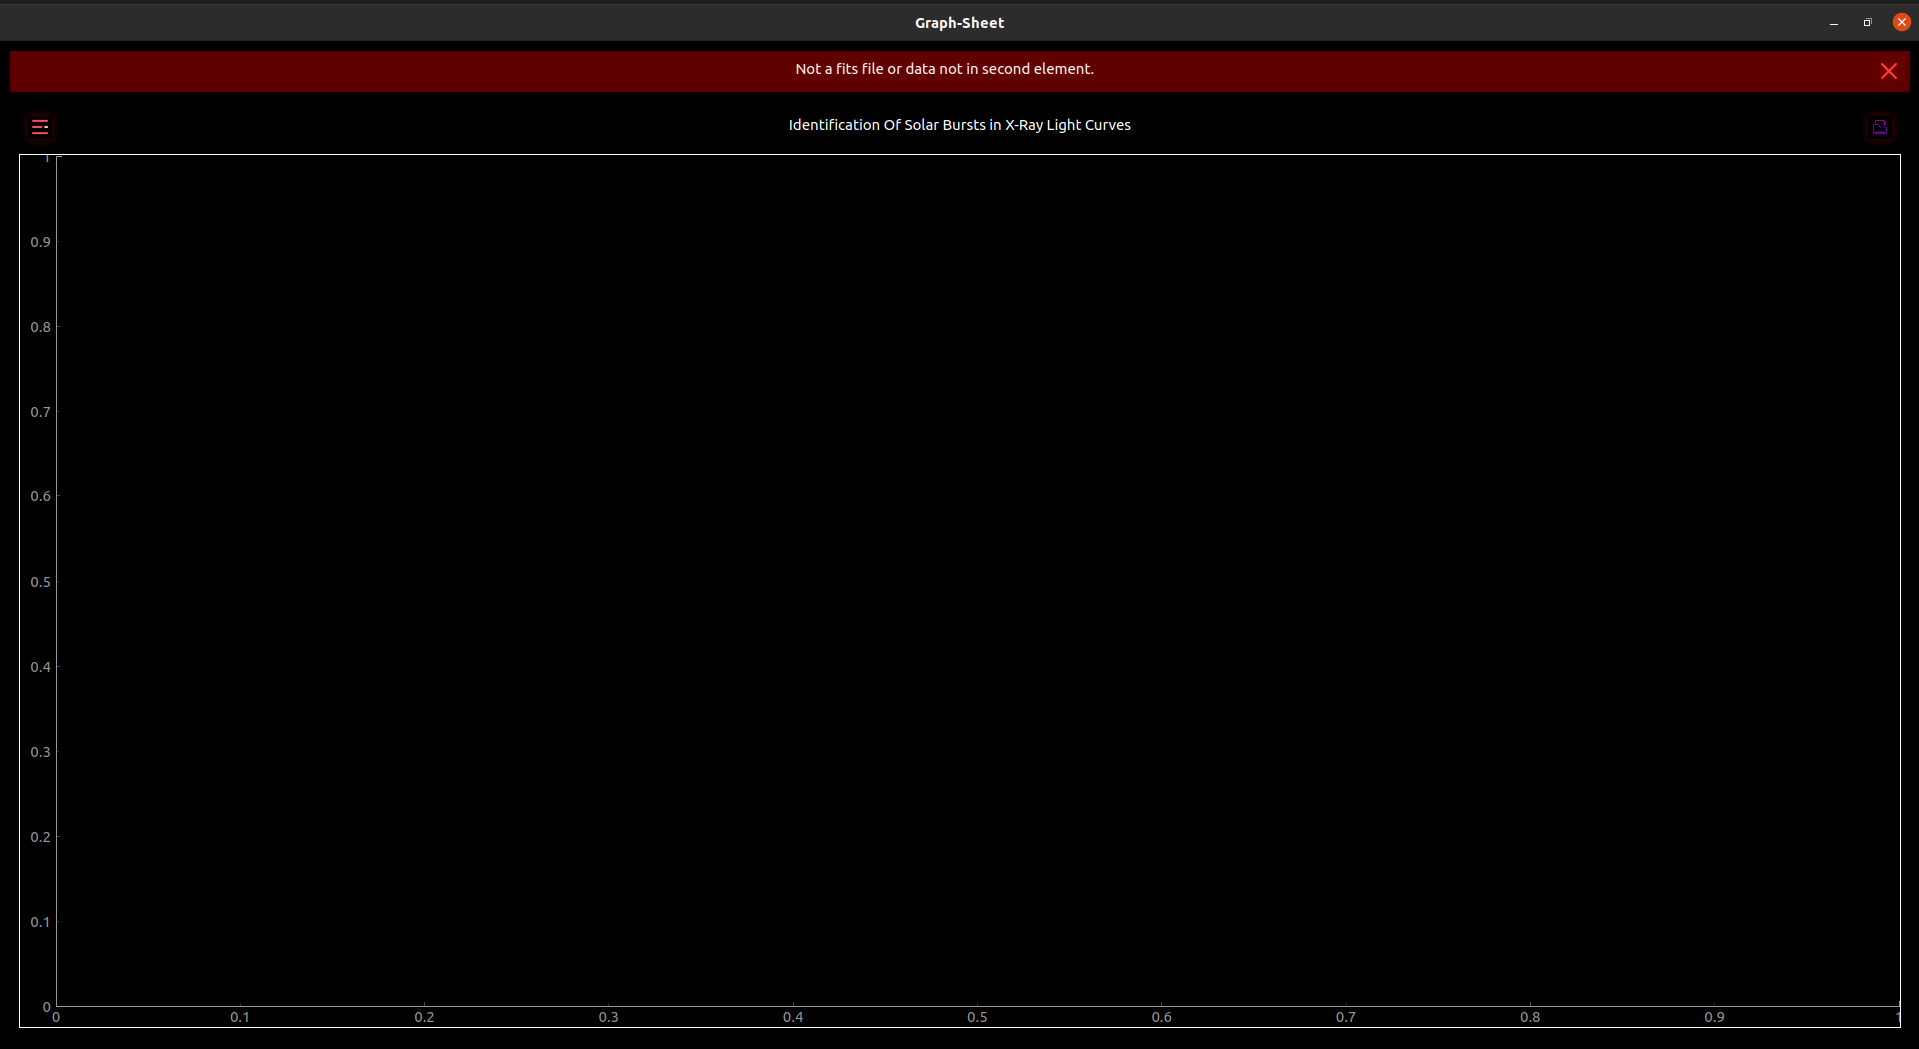 Graph-Sheet
Not a fits file or data not in second element.
Identification Of Solar Bursts in X-Ray Light Curves
1
0.9
0.8
0.7
0.6
0.5
0.4
0.3
0.2
0.1
0
0 0.1 0.2 0.3 0.4 0.5 0.6 0.7 0.8 0.9 1